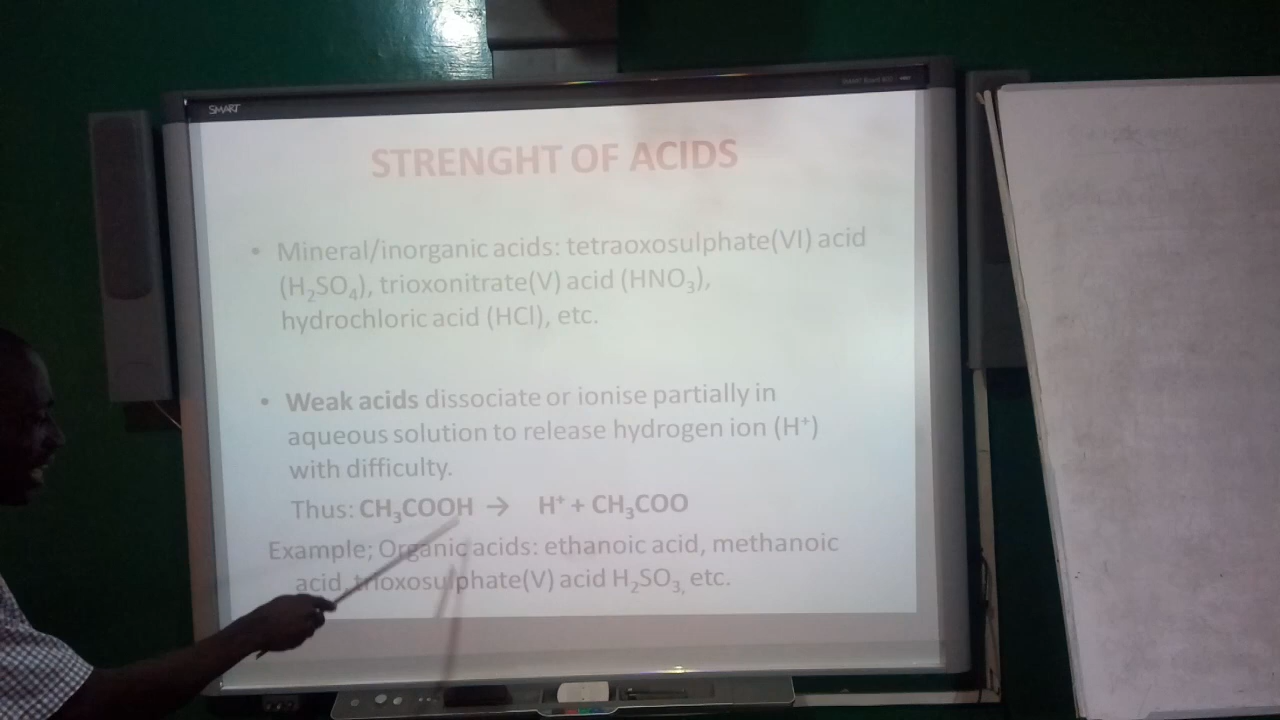 SMART
STRENGHT OF ACIDS
• Mineral/inorganic acids: tetraoxosulphate(VI) acid
(H₂SO₄), trioxonitrate(V) acid (HNO₃),
hydrochloric acid (HCl), etc.
• Weak acids dissociate or ionise partially in
aqueous solution to release hydrogen ion (H⁺)
with difficulty.
Thus: CH₃COOH → H⁺ + CH₃COO
Example; Organic acids: ethanoic acid, methanoic
acid, trioxosulphate(V) acid H₂SO₃, etc.